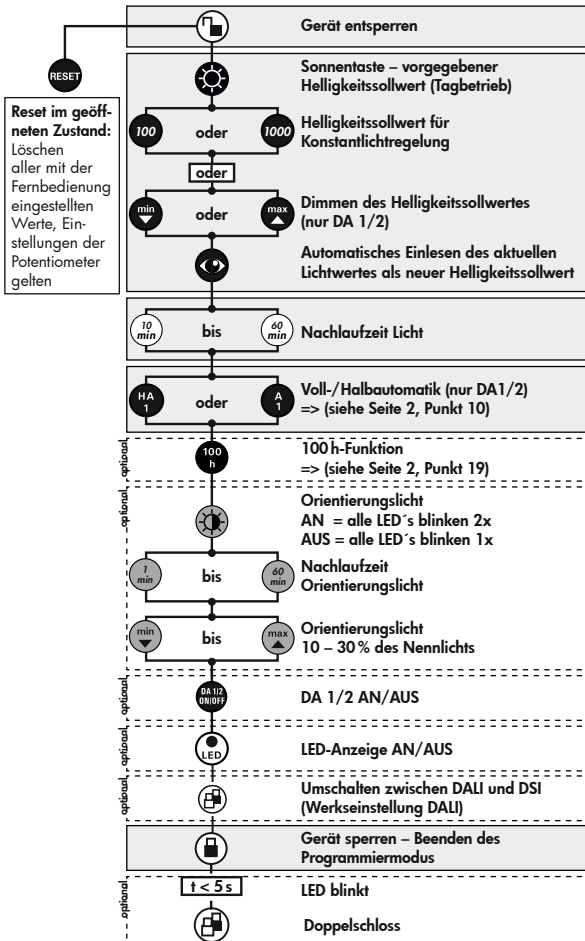 Gerät entsperren
RESET
Reset im geöff-
neten Zustand:
Löschen
aller mit der
Fernbedienung
eingestellten
Werte, Ein-
stellungen der
Potentiometer
gelten
Sonnentaste – vorgegebener
Helligkeitssollwert (Tagbetrieb)
100 oder 1000
Helligkeitssollwert für
Konstantlichtregelung
oder
min oder max
Dimmen des Helligkeitssollwertes
(nur DA 1/2)
Automatisches Einlesen des aktuellen
Lichtwertes als neuer Helligkeitssollwert
10 min bis 60 min
Nachlaufzeit Licht
HA 1 oder A 1
Voll-/Halbautomatik (nur DA1/2)
=> (siehe Seite 2, Punkt 10)
optional
100 h
100 h-Funktion
=> (siehe Seite 2, Punkt 19)
optional
Orientierungslicht
AN = alle LED´s blinken 2x
AUS = alle LED´s blinken 1x
1 min bis 60 min
Nachlaufzeit
Orientierungslicht
min bis max
Orientierungslicht
10 – 30 % des Nennlichts
optional
DA 1/2 ON/OFF
DA 1/2 AN/AUS
optional
LED
LED-Anzeige AN/AUS
optional
Umschalten zwischen DALI und DSI
(Werkseinstellung DALI)
Gerät sperren – Beenden des
Programmiermodus
optional
t < 5 s
LED blinkt
Doppelschloss